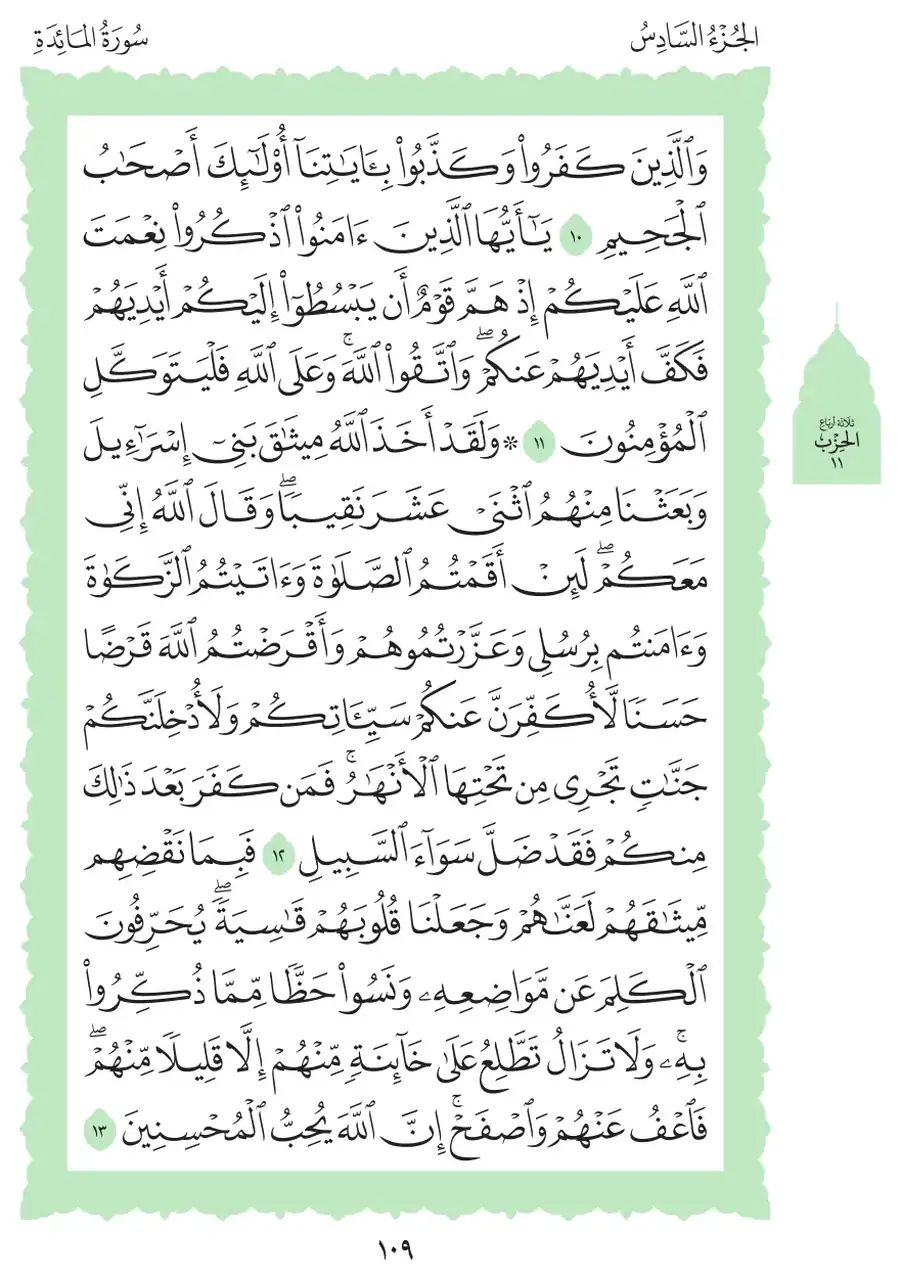 الجُزْءُ السَّادِسُ
سُورَةُ المَائِدَةِ
وَٱلَّذِينَ كَفَرُواْ وَكَذَّبُواْ بِـَٔايَٰتِنَآ أُوْلَٰٓئِكَ أَصْحَٰبُ
ٱلْجَحِيمِ ١٠ يَٰٓأَيُّهَا ٱلَّذِينَ ءَامَنُواْ ٱذْكُرُواْ نِعْمَتَ
ٱللَّهِ عَلَيْكُمْ إِذْ هَمَّ قَوْمٌ أَن يَبْسُطُوٓاْ إِلَيْكُمْ أَيْدِيَهُمْ
فَكَفَّ أَيْدِيَهُمْ عَنكُمْۖ وَٱتَّقُواْ ٱللَّهَۚ وَعَلَى ٱللَّهِ فَلْيَتَوَكَّلِ
ٱلْمُؤْمِنُونَ ١١ ۞ وَلَقَدْ أَخَذَ ٱللَّهُ مِيثَٰقَ بَنِيٓ إِسْرَٰٓءِيلَ
وَبَعَثْنَا مِنْهُمُ ٱثْنَيْ عَشَرَ نَقِيبٗاۖ وَقَالَ ٱللَّهُ إِنِّي
مَعَكُمْۖ لَئِنْ أَقَمْتُمُ ٱلصَّلَوٰةَ وَءَاتَيْتُمُ ٱلزَّكَوٰةَ
وَءَامَنتُم بِرُسُلِي وَعَزَّرْتُمُوهُمْ وَأَقْرَضْتُمُ ٱللَّهَ قَرْضًا
حَسَنٗا لَّأُكَفِّرَنَّ عَنكُمْ سَيِّـَٔاتِكُمْ وَلَأُدْخِلَنَّكُمْ
جَنَّٰتٖ تَجْرِي مِن تَحْتِهَا ٱلْأَنْهَٰرُۚ فَمَن كَفَرَ بَعْدَ ذَٰلِكَ
مِنكُمْ فَقَدْ ضَلَّ سَوَآءَ ٱلسَّبِيلِ ١٢ فَبِمَا نَقْضِهِم
مِّيثَٰقَهُمْ لَعَنَّٰهُمْ وَجَعَلْنَا قُلُوبَهُمْ قَٰسِيَةٗۖ يُحَرِّفُونَ
ٱلْكَلِمَ عَن مَّوَاضِعِهِۦ وَنَسُواْ حَظّٗا مِّمَّا ذُكِّرُواْ
بِهِۦۚ وَلَا تَزَالُ تَطَّلِعُ عَلَىٰ خَآئِنَةٖ مِّنْهُمْ إِلَّا قَلِيلٗا مِّنْهُمْۖ
فَٱعْفُ عَنْهُمْ وَٱصْفَحْۚ إِنَّ ٱللَّهَ يُحِبُّ ٱلْمُحْسِنِينَ ١٣
ثَلَاثَةُ أَرْبَاعِ
الحِزْب
١١
١٠٩